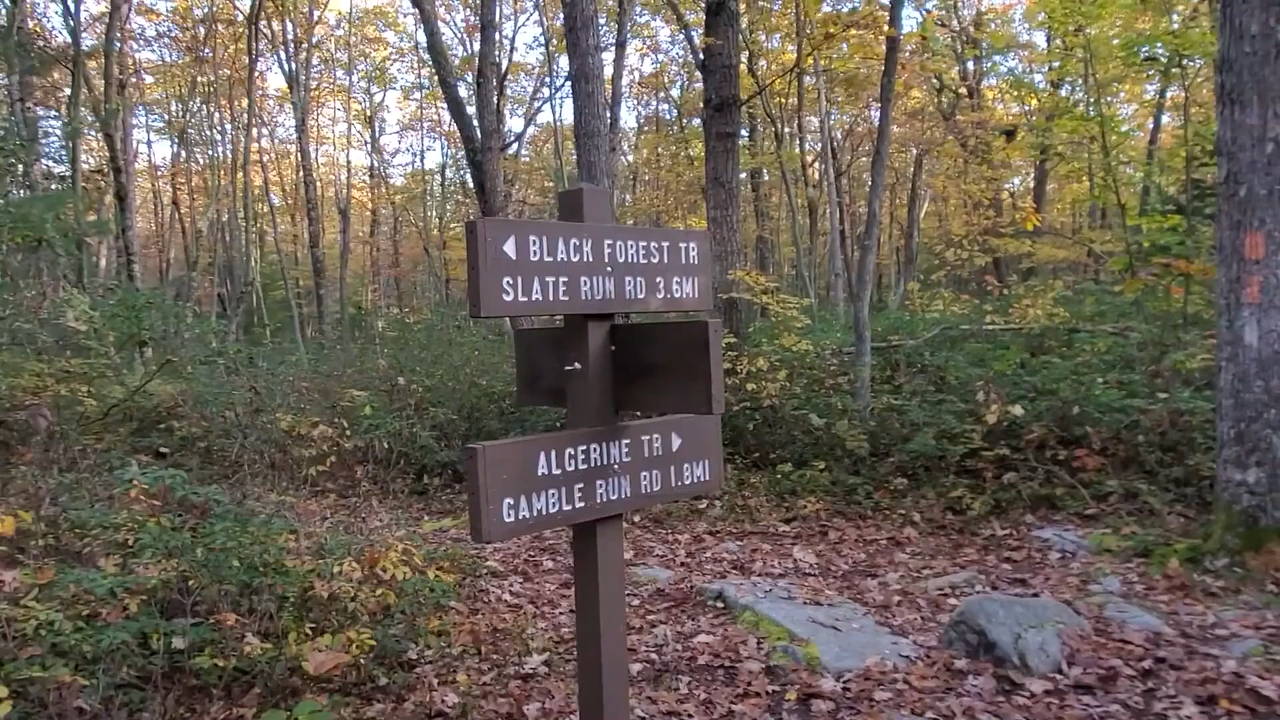 BLACK FOREST TR
SLATE RUN RD 3.6MI
ALGERINE TR
GAMBLE RUN RD 1.8MI